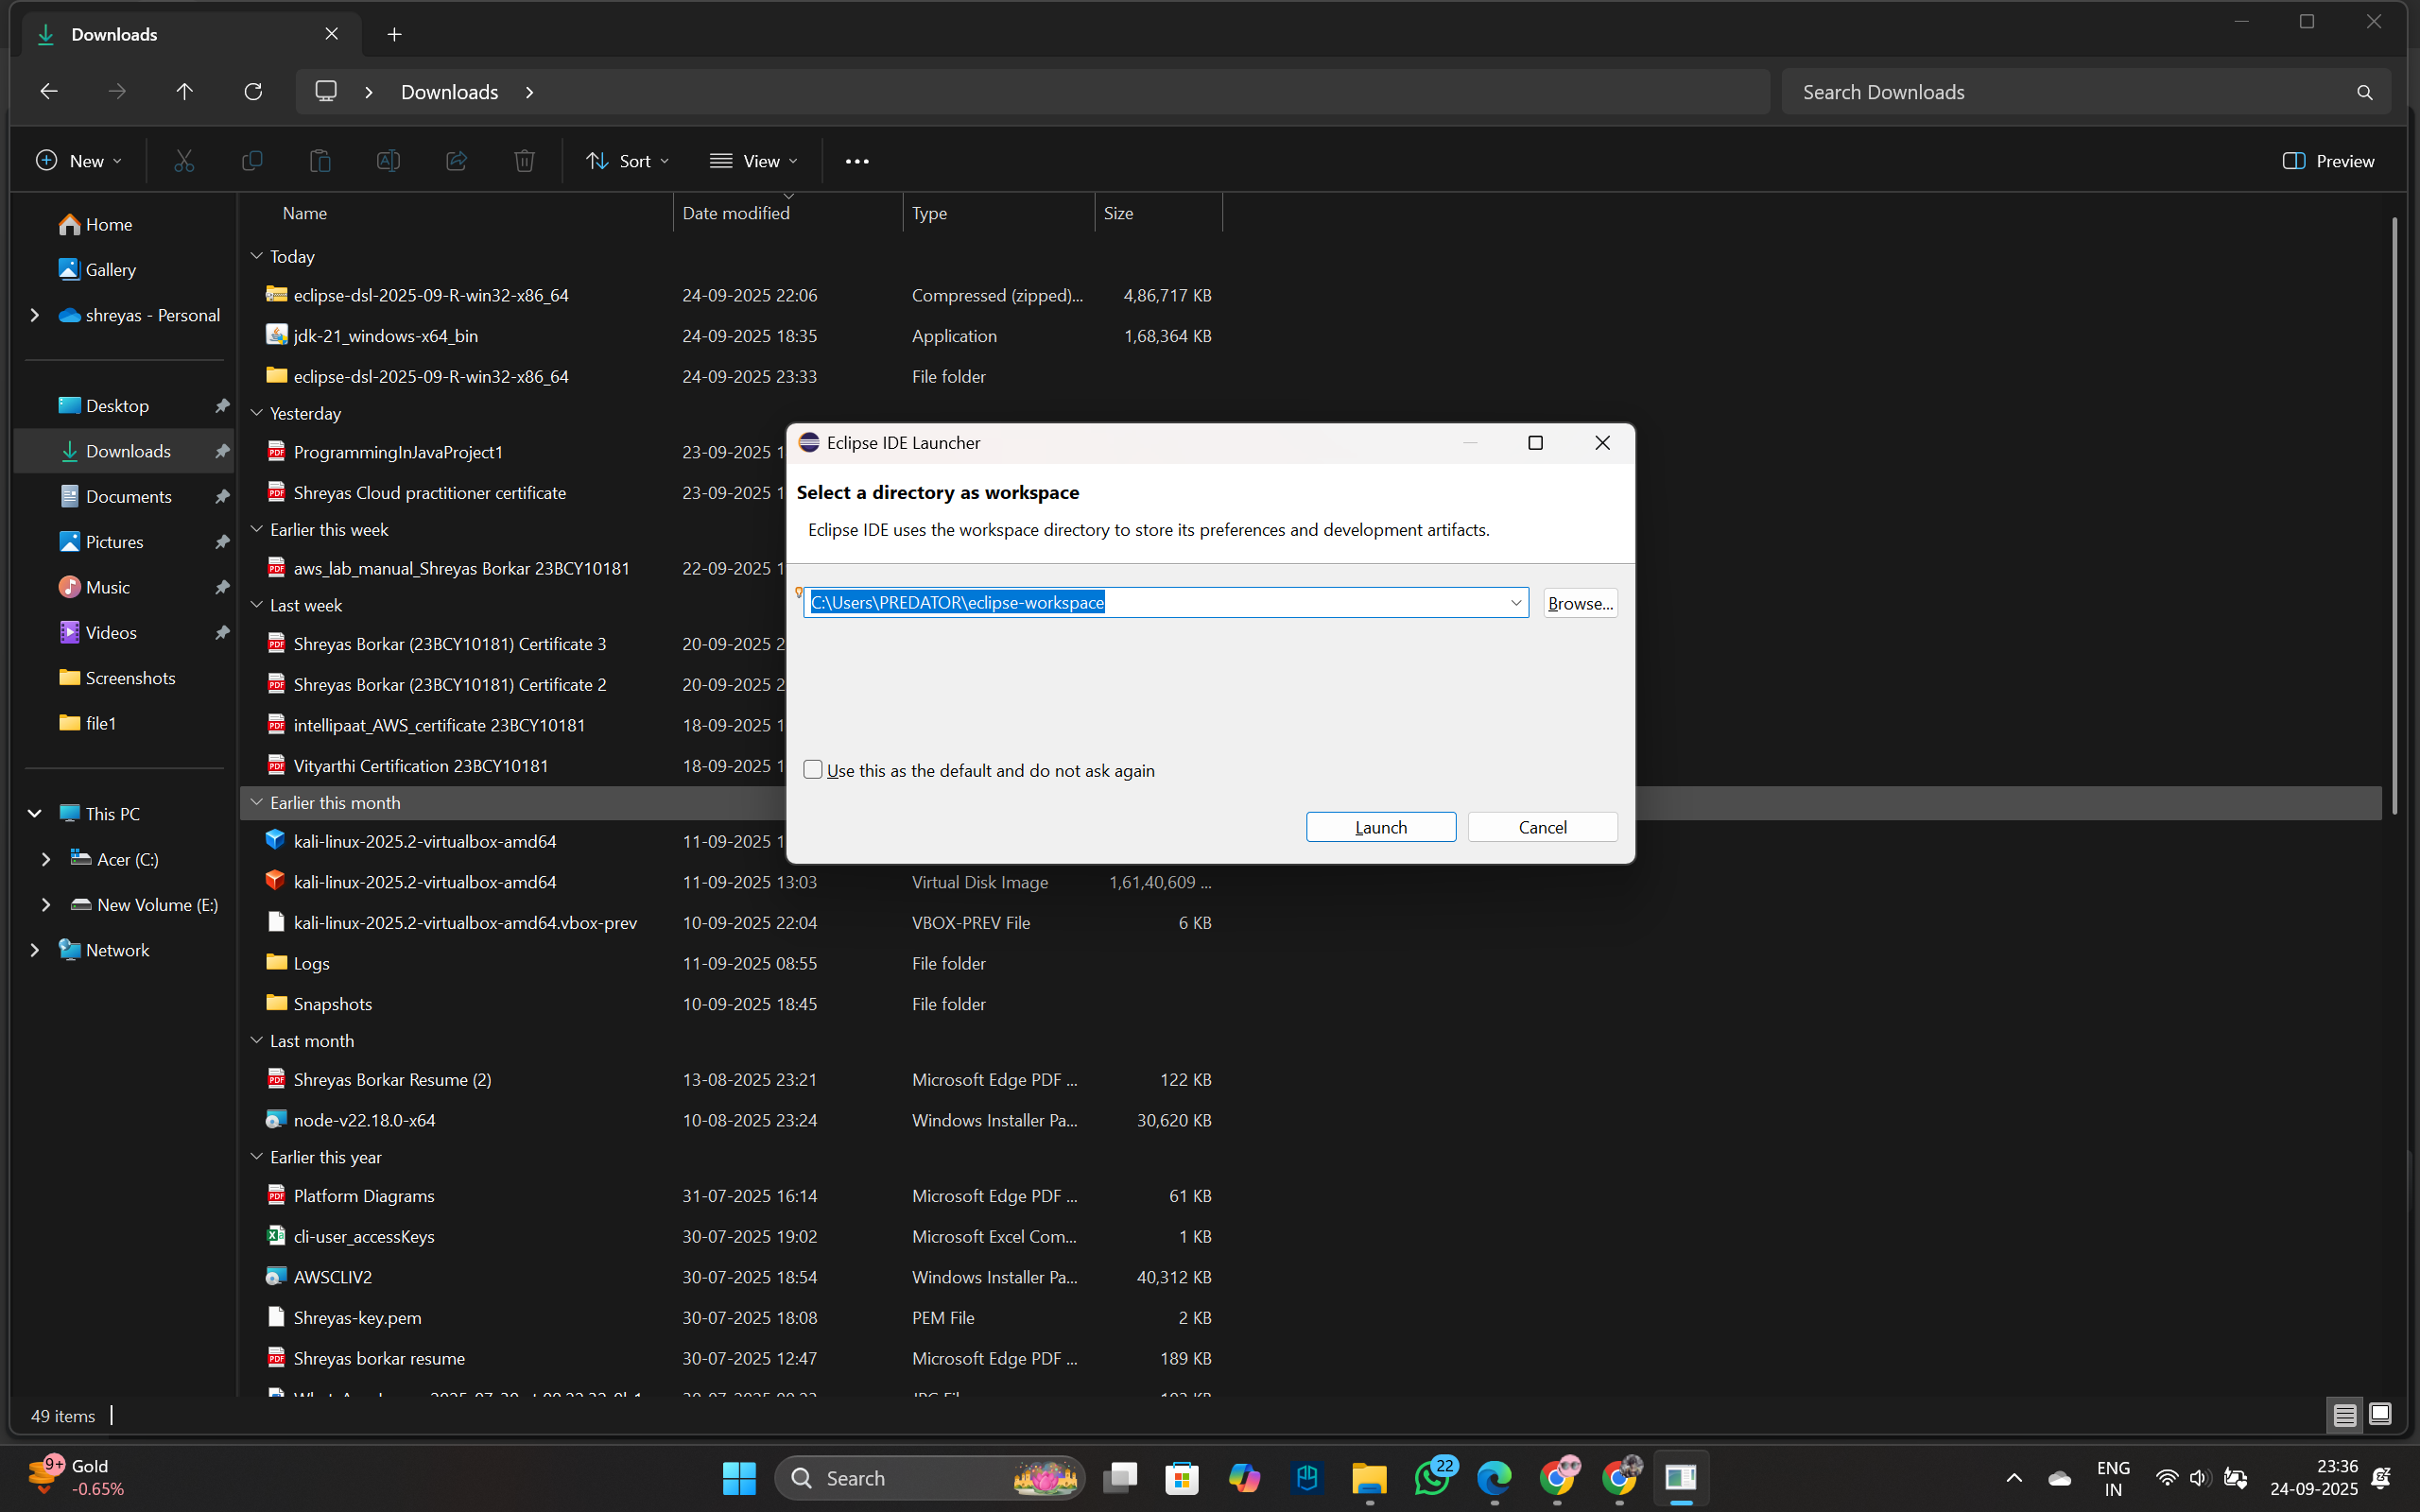 Downloads
Downloads
Search Downloads
New
Sort
View
Preview
Name Date modified Type Size
Home
Gallery
shreyas - Personal
Desktop
Downloads
Documents
Pictures
Music
Videos
Screenshots
file1
This PC
Acer (C:)
New Volume (E:)
Network
Today
eclipse-dsl-2025-09-R-win32-x86_64 24-09-2025 22:06 Compressed (zipped)... 4,86,717 KB
jdk-21_windows-x64_bin 24-09-2025 18:35 Application 1,68,364 KB
eclipse-dsl-2025-09-R-win32-x86_64 24-09-2025 23:33 File folder
Yesterday
ProgrammingInJavaProject1 23-09-2025 1
Shreyas Cloud practitioner certificate 23-09-2025 1
Earlier this week
aws_lab_manual_Shreyas Borkar 23BCY10181 22-09-2025 1
Last week
Shreyas Borkar (23BCY10181) Certificate 3 20-09-2025 2
Shreyas Borkar (23BCY10181) Certificate 2 20-09-2025 2
intellipaat_AWS_certificate 23BCY10181 18-09-2025 1
Vityarthi Certification 23BCY10181 18-09-2025 1
Earlier this month
kali-linux-2025.2-virtualbox-amd64 11-09-2025 1
kali-linux-2025.2-virtualbox-amd64 11-09-2025 13:03 Virtual Disk Image 1,61,40,609 ...
kali-linux-2025.2-virtualbox-amd64.vbox-prev 10-09-2025 22:04 VBOX-PREV File 6 KB
Logs 11-09-2025 08:55 File folder
Snapshots 10-09-2025 18:45 File folder
Last month
Shreyas Borkar Resume (2) 13-08-2025 23:21 Microsoft Edge PDF ... 122 KB
node-v22.18.0-x64 10-08-2025 23:24 Windows Installer Pa... 30,620 KB
Earlier this year
Platform Diagrams 31-07-2025 16:14 Microsoft Edge PDF ... 61 KB
cli-user_accessKeys 30-07-2025 19:02 Microsoft Excel Com... 1 KB
AWSCLIV2 30-07-2025 18:54 Windows Installer Pa... 40,312 KB
Shreyas-key.pem 30-07-2025 18:08 PEM File 2 KB
Shreyas borkar resume 30-07-2025 12:47 Microsoft Edge PDF ... 189 KB
Eclipse IDE Launcher
Select a directory as workspace
Eclipse IDE uses the workspace directory to store its preferences and development artifacts.
C:\Users\PREDATOR\eclipse-workspace
Browse...
Use this as the default and do not ask again
Launch Cancel
49 items
9+ Gold
-0.65%
Search
22
ENG
IN
23:36
24-09-2025